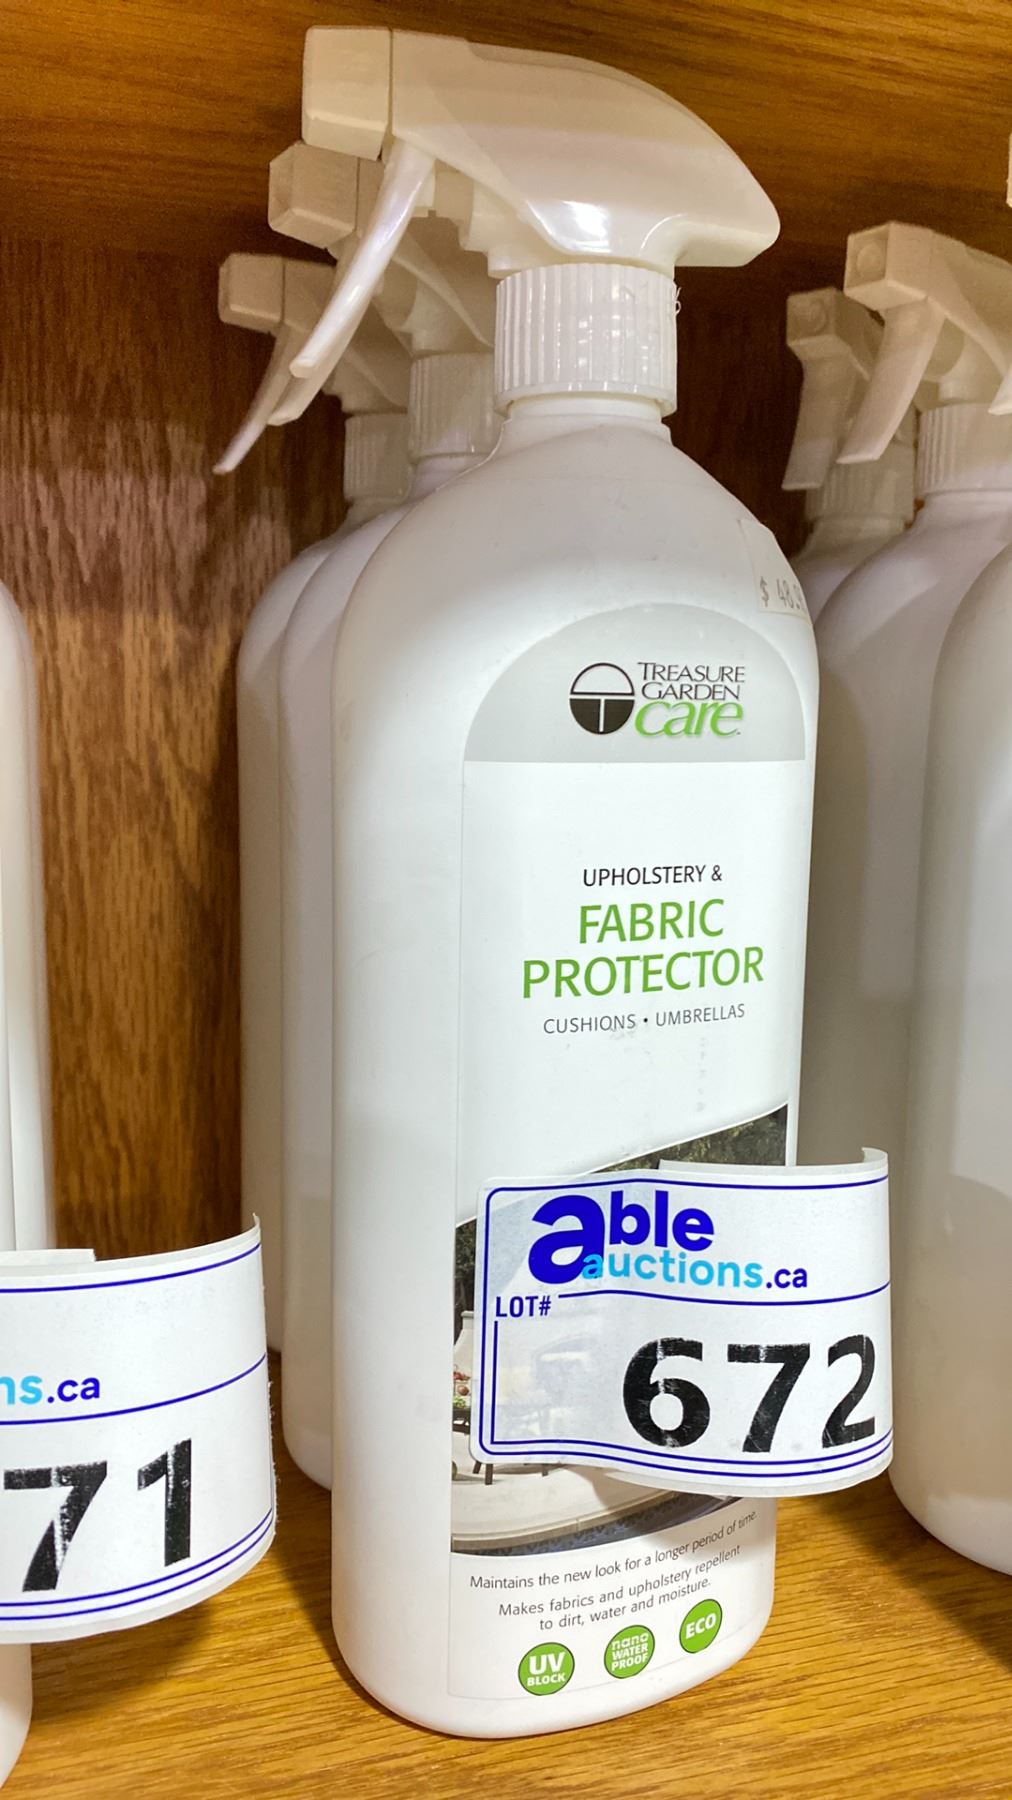 $ 48.9
TREASURE
GARDEN
care
UPHOLSTERY &
FABRIC
PROTECTOR
CUSHIONS • UMBRELLAS
able
auctions.ca
LOT#
672
ns.ca
71
Maintains the new look for a longer period of time.
Makes fabrics and upholstery repellent
to dirt, water and moisture.
UV
BLOCK
nano
WATER
PROOF
ECO